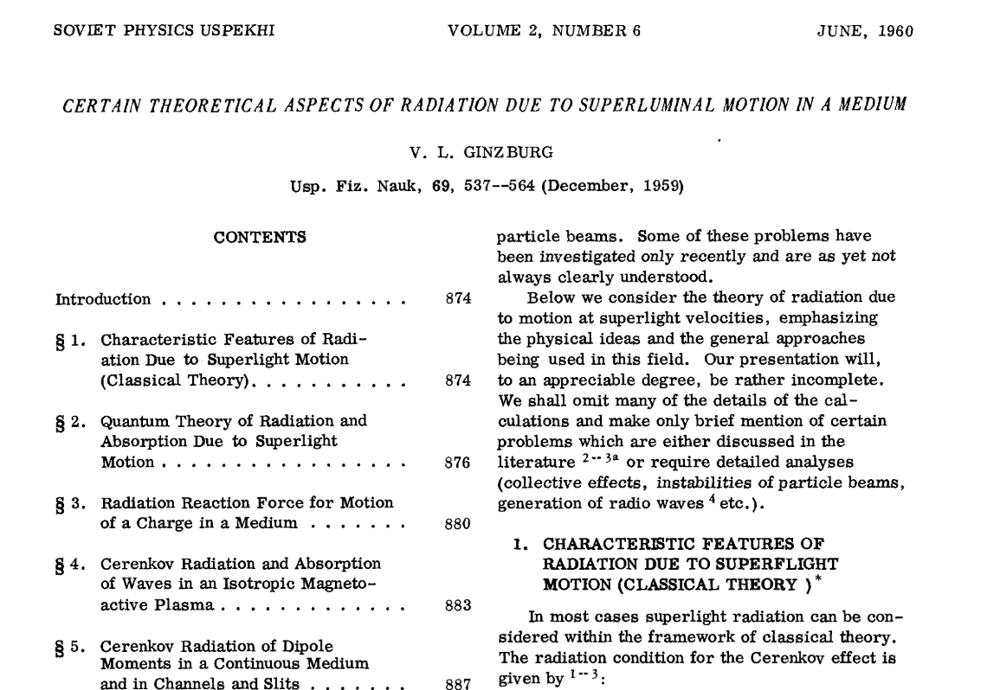 SOVIET PHYSICS USPEKHI VOLUME 2, NUMBER 6 JUNE, 1960
CERTAIN THEORETICAL ASPECTS OF RADIATION DUE TO SUPERLUMINAL MOTION IN A MEDIUM
V. L. GINZBURG
Usp. Fiz. Nauk, 69, 537--564 (December, 1959)
CONTENTS
Introduction . . . . . . . . . . . . . . . . . 874
§ 1. Characteristic Features of Radi-
ation Due to Superlight Motion
(Classical Theory). . . . . . . . . . . 874
§ 2. Quantum Theory of Radiation and
Absorption Due to Superlight
Motion . . . . . . . . . . . . . . . . . 876
§ 3. Radiation Reaction Force for Motion
of a Charge in a Medium . . . . . . . 880
§ 4. Cerenkov Radiation and Absorption
of Waves in an Isotropic Magneto-
active Plasma . . . . . . . . . . . . . 883
§ 5. Cerenkov Radiation of Dipole
Moments in a Continuous Medium
and in Channels and Slits . . . . . . . 887
particle beams. Some of these problems have
been investigated only recently and are as yet not
always clearly understood.
Below we consider the theory of radiation due
to motion at superlight velocities, emphasizing
the physical ideas and the general approaches
being used in this field. Our presentation will,
to an appreciable degree, be rather incomplete.
We shall omit many of the details of the cal-
culations and make only brief mention of certain
problems which are either discussed in the
literature 2-- 3a or require detailed analyses
(collective effects, instabilities of particle beams,
generation of radio waves 4 etc.).
1. CHARACTERISTIC FEATURES OF
RADIATION DUE TO SUPERFLIGHT
MOTION (CLASSICAL THEORY )*
In most cases superlight radiation can be con-
sidered within the framework of classical theory.
The radiation condition for the Cerenkov effect is
given by 1-- 3: